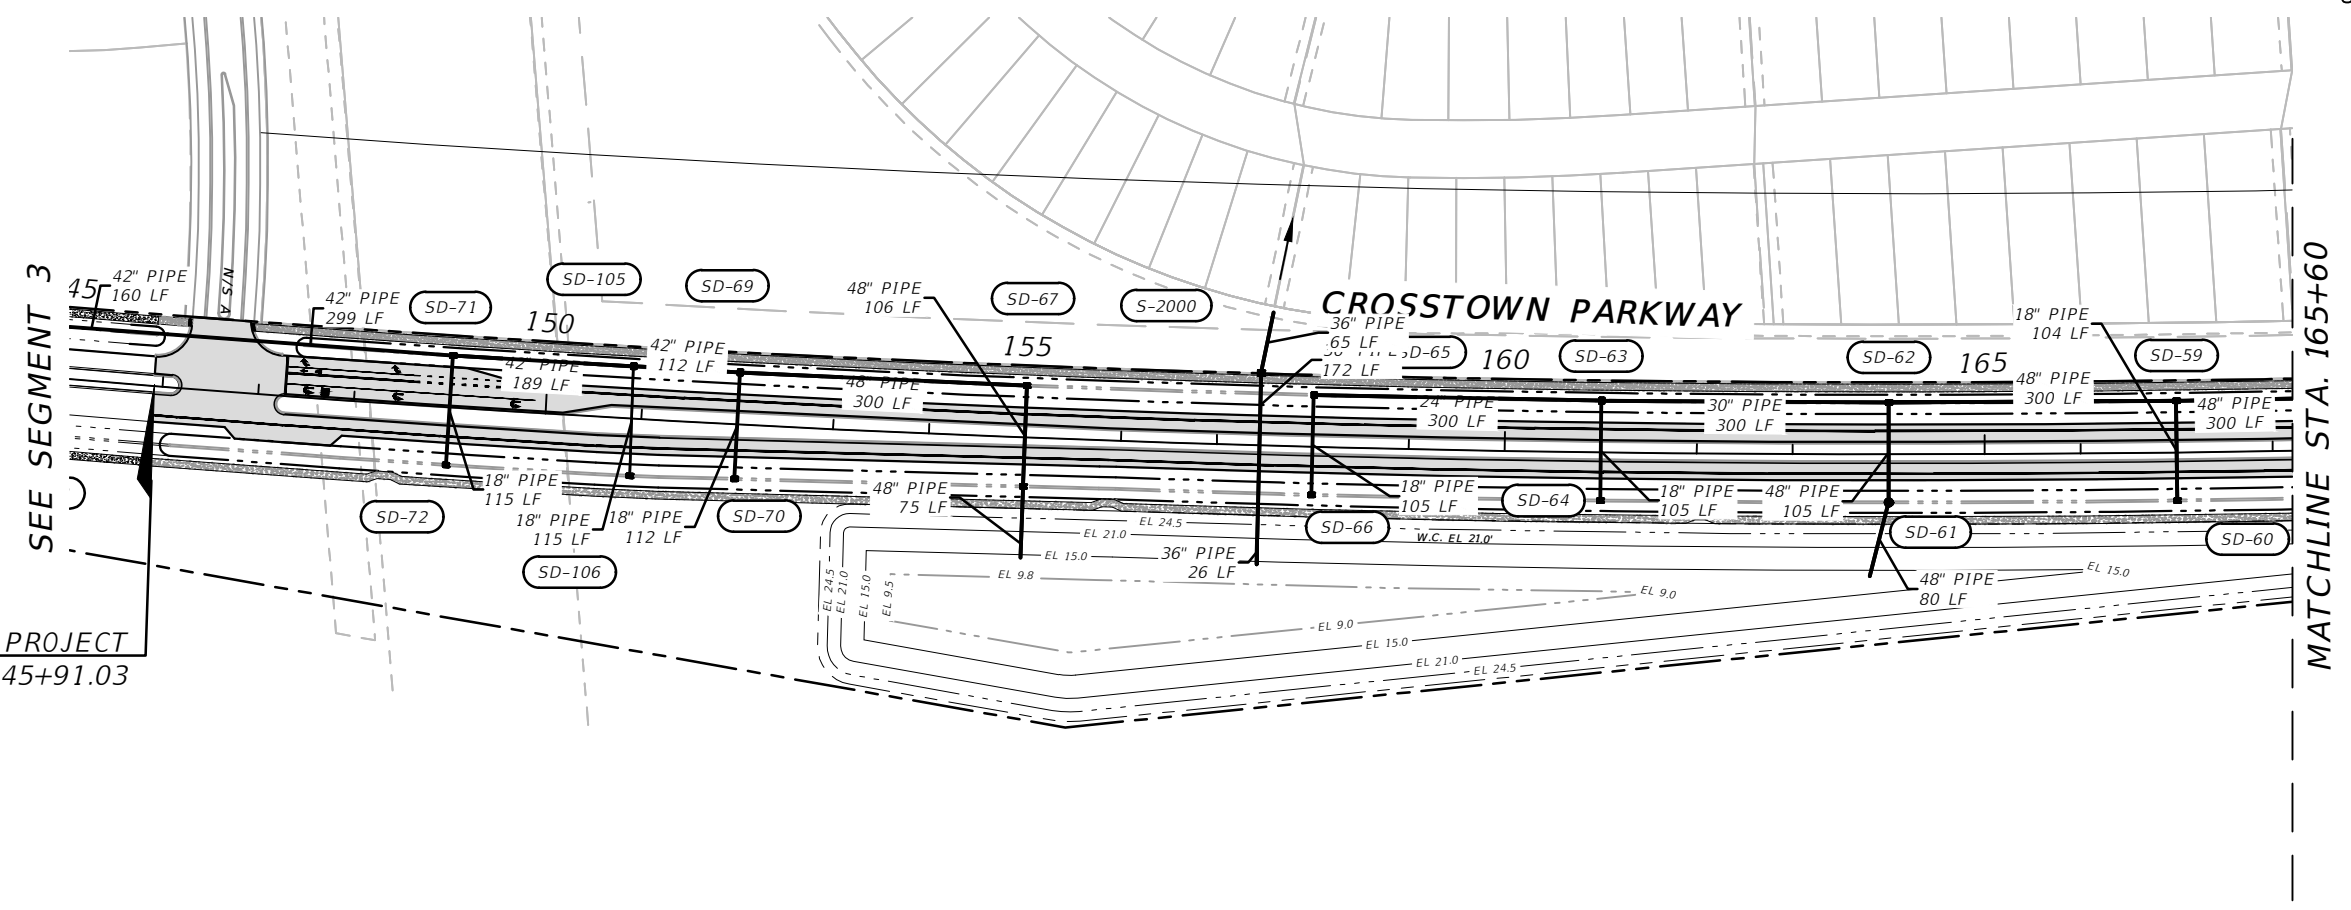 SEE SEGMENT 3
45
42" PIPE
160 LF
N/S A
42" PIPE
299 LF
SD-71
150
SD-105
SD-69
42" PIPE
189 LF
42" PIPE
112 LF
48" PIPE
106 LF
48" PIPE
300 LF
SD-67
155
S-2000
CROSSTOWN PARKWAY
36" PIPE
65 LF
PIPE
172 LF
SD-65
160
SD-63
24" PIPE
300 LF
30" PIPE
300 LF
SD-62
165
18" PIPE
104 LF
48" PIPE
300 LF
SD-59
48" PIPE
300 LF
SD-72
18" PIPE
115 LF
18" PIPE
115 LF
18" PIPE
112 LF
SD-70
SD-106
48" PIPE
75 LF
36" PIPE
26 LF
SD-66
18" PIPE
105 LF
SD-64
18" PIPE
105 LF
48" PIPE
105 LF
SD-61
48" PIPE
80 LF
SD-60
EL 24.5
EL 21.0
EL 15.0
EL 9.8
W.C. EL 21.0'
EL 24.5
EL 21.0
EL 15.0
EL 9.5
EL 9.0
EL 15.0
EL 9.0
EL 15.0
EL 21.0
EL 24.5
PROJECT
45+91.03
MATCHLINE STA. 165+60